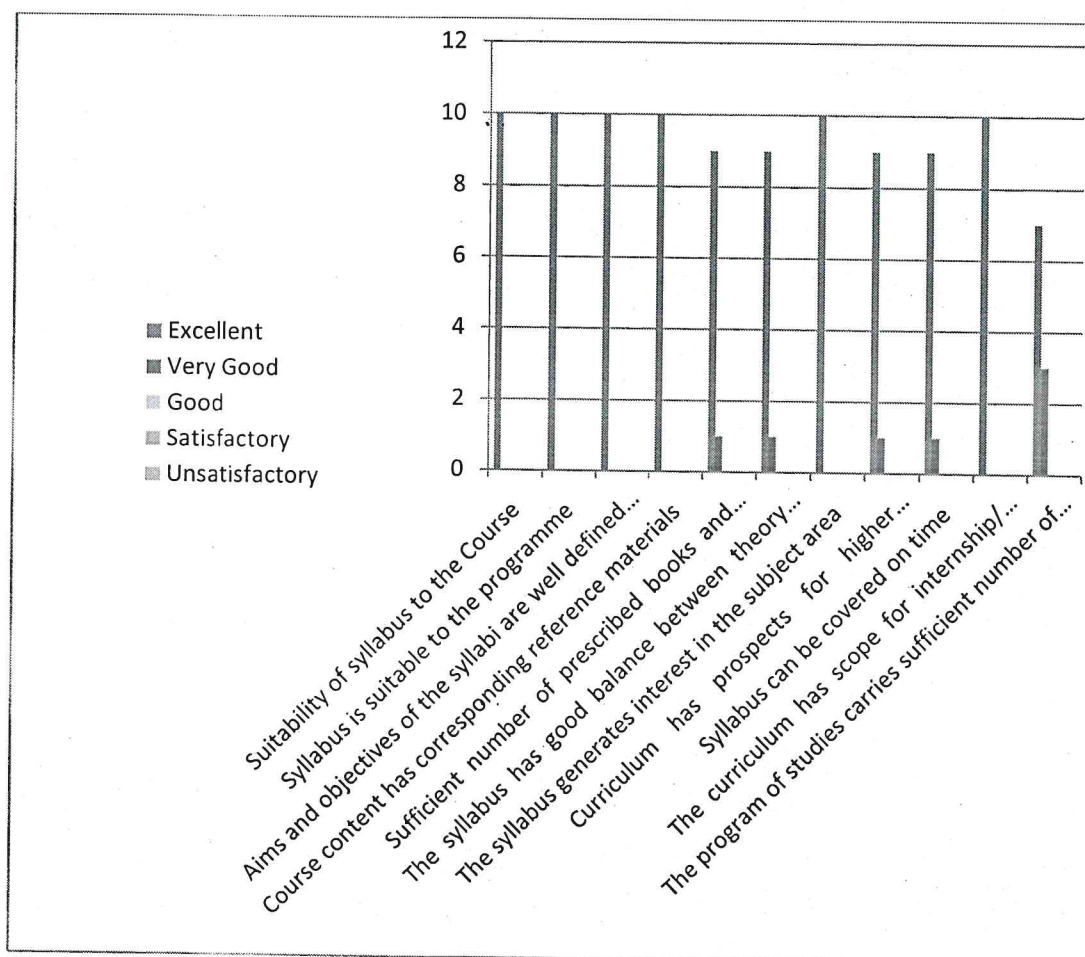 12
10
8
6
4
2
0
Excellent
Very Good
Good
Satisfactory
Unsatisfactory
Suitability of syllabus to the Course
Syllabus is suitable to the programme
Aims and objectives of the syllabi are well defined...
Course content has corresponding reference materials
Sufficient number of prescribed books and...
The syllabus has good balance between theory...
The syllabus generates interest in the subject area
Curriculum has prospects for higher...
Syllabus can be covered on time
The curriculum has scope for internship/...
The program of studies carries sufficient number of...